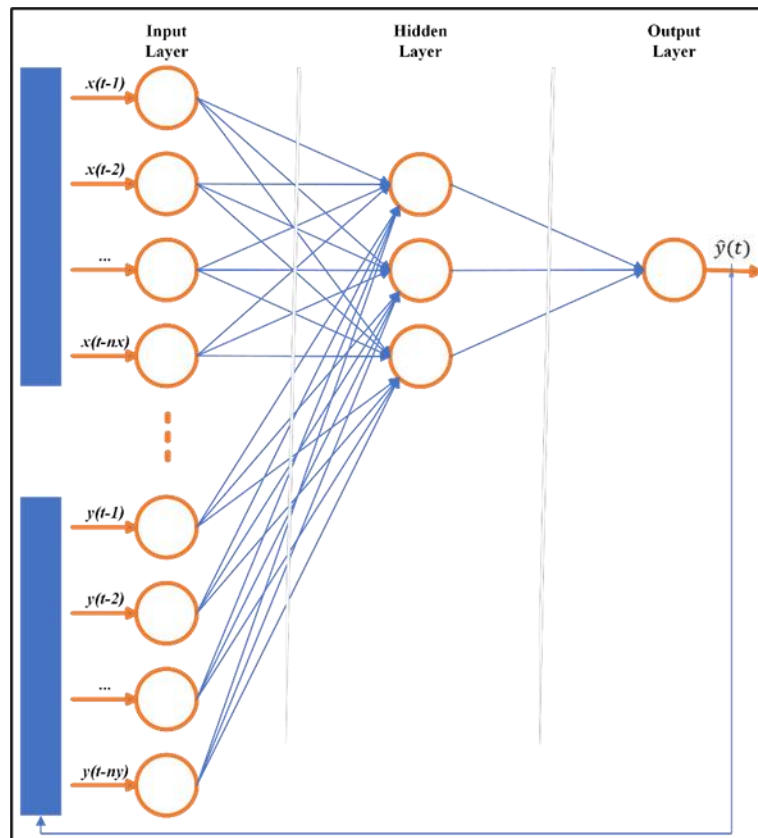 Input
Layer
Hidden
Layer
Output
Layer
x(t-1)
x(t-2)
...
x(t-nx)
y(t-1)
y(t-2)
...
y(t-ny)
ŷ(t)